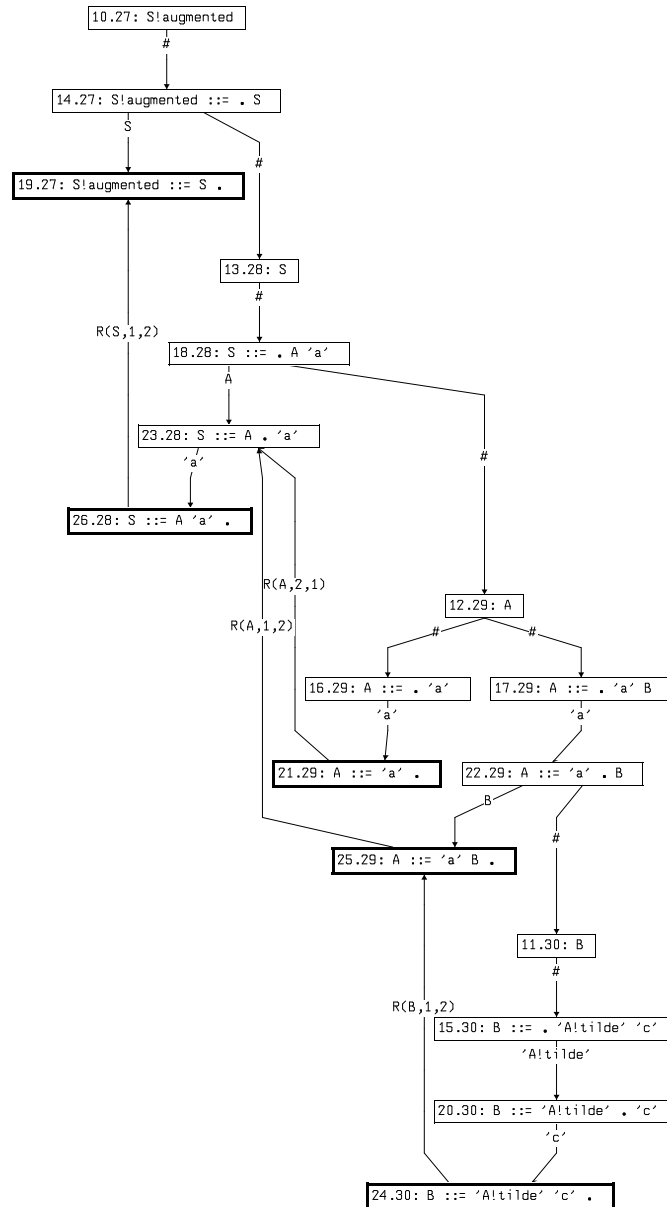 10.27: S!augmented
#
14.27: S!augmented ::= . S
S
#
19.27: S!augmented ::= S .
13.28: S
#
R(S,1,2)
18.28: S ::= . A 'a'
A
23.28: S ::= A . 'a'
#
'a'
26.28: S ::= A 'a' .
R(A,2,1)
12.29: A
R(A,1,2)
# #
16.29: A ::= . 'a' 17.29: A ::= . 'a' B
'a' 'a'
21.29: A ::= 'a' . 22.29: A ::= 'a' . B
B
#
25.29: A ::= 'a' B .
11.30: B
#
R(B,1,2)
15.30: B ::= . 'A!tilde' 'c'
'A!tilde'
20.30: B ::= 'A!tilde' . 'c'
'c'
24.30: B ::= 'A!tilde' 'c' .